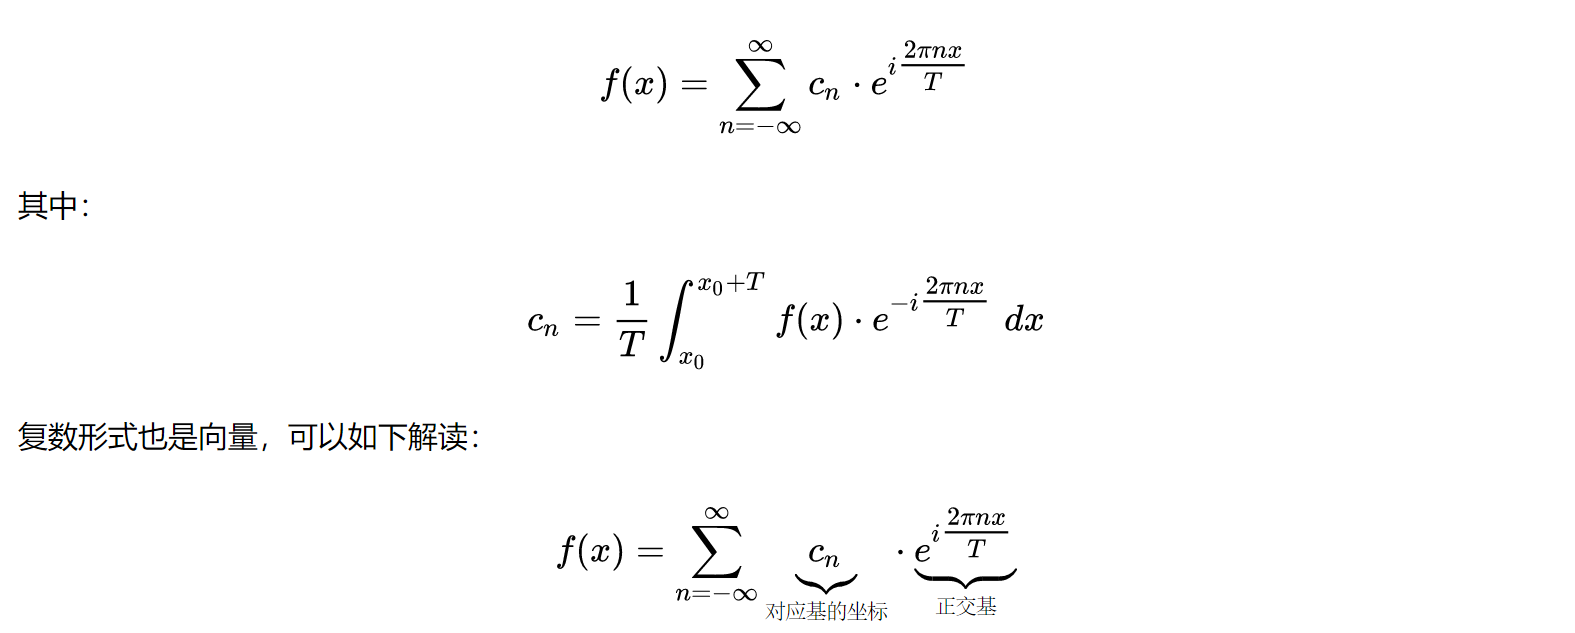 f(x) = \sum_{n=-\infty}^{\infty} c_n \cdot e^{i\frac{2\pi nx}{T}}
其中：
c_n = \frac{1}{T} \int_{x_0}^{x_0+T} f(x) \cdot e^{-i\frac{2\pi nx}{T}} dx
复数形式也是向量，可以如下解读：
f(x) = \sum_{n=-\infty}^{\infty} \underbrace{c_n}_{对应基的坐标} \cdot \underbrace{e^{i\frac{2\pi nx}{T}}}_{正交基}